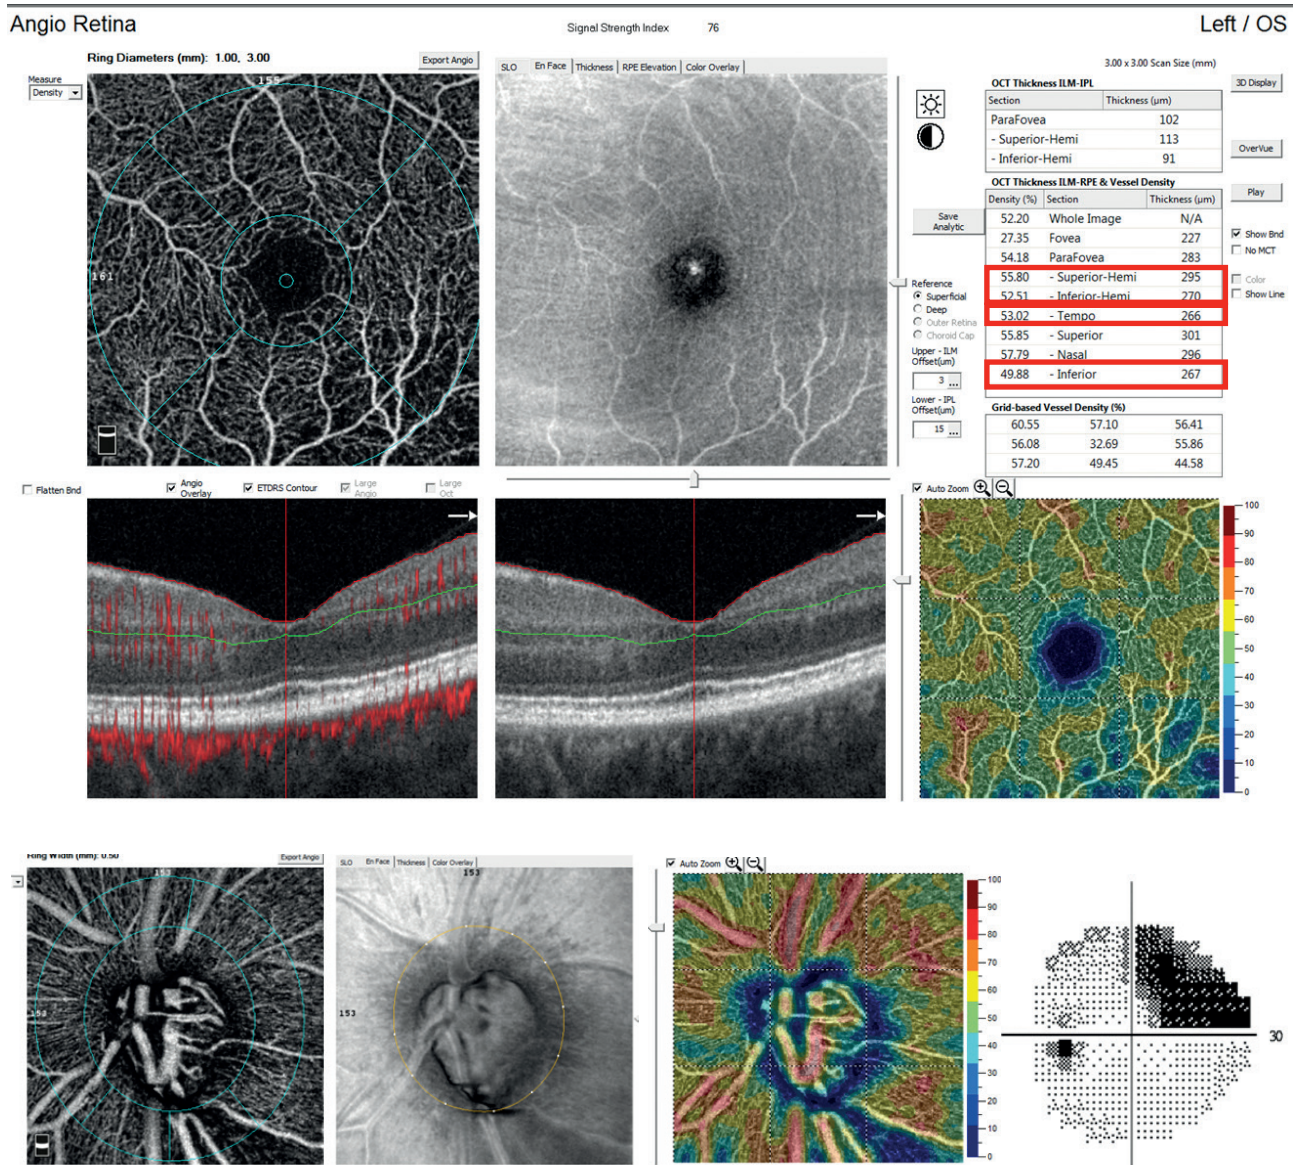 Angio Retina
Signal Strength Index 76
Left / OS
Ring Diameters (mm): 1.00, 3.00
Export Angio
SLO En Face Thickness RPE Elevation Color Overlay
3.00 x 3.00 Scan Size (mm)
Measure
Density
155
161
OCT Thickness ILM-IPL
Section Thickness (µm)
ParaFovea 102
- Superior-Hemi 113
- Inferior-Hemi 91
3D Display
OverVue
Play
Show Bnd
No MCT
Color
Show Line
OCT Thickness ILM-RPE & Vessel Density
Density (%) Section Thickness (µm)
52.20 Whole Image N/A
27.35 Fovea 227
54.18 ParaFovea 283
55.80 - Superior-Hemi 295
52.51 - Inferior-Hemi 270
53.02 - Tempo 266
55.85 - Superior 301
57.79 - Nasal 296
49.88 - Inferior 267
Save
Analytic
Reference
Superficial
Deep
Outer Retina
Choroid Cap
Upper - ILM
Offset(um)
3 ...
Lower - IPL
Offset(um)
15 ...
Grid-based Vessel Density (%)
60.55 57.10 56.41
56.08 32.69 55.86
57.20 49.45 44.58
Flatten Bnd
Angio
Overlay
ETDRS Contour
Large
Angio
Large
Oct
Auto Zoom
100
90
80
70
60
50
40
30
20
10
0
Ring Width (mm): 0.50
Export Angio
SLO En Face Thickness Color Overlay
153
153
153
153
Auto Zoom
100
90
80
70
60
50
40
30
20
10
0
30